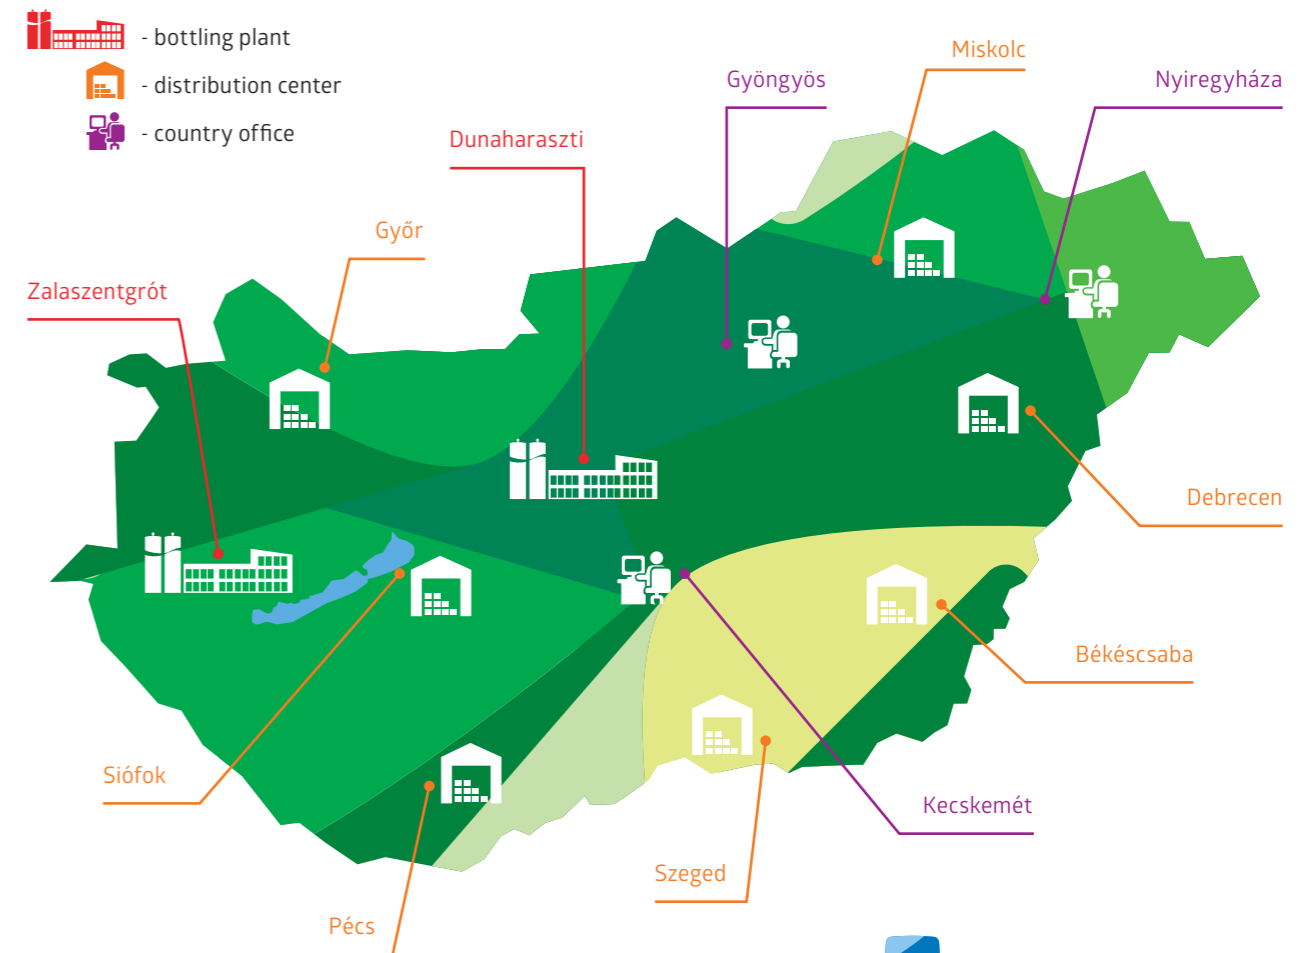 - bottling plant
- distribution center
- country office
Miskolc
Gyöngyös
Nyiregyháza
Dunaharaszti
Győr
Zalaszentgrót
Debrecen
Békéscsaba
Siófok
Kecskemét
Szeged
Pécs